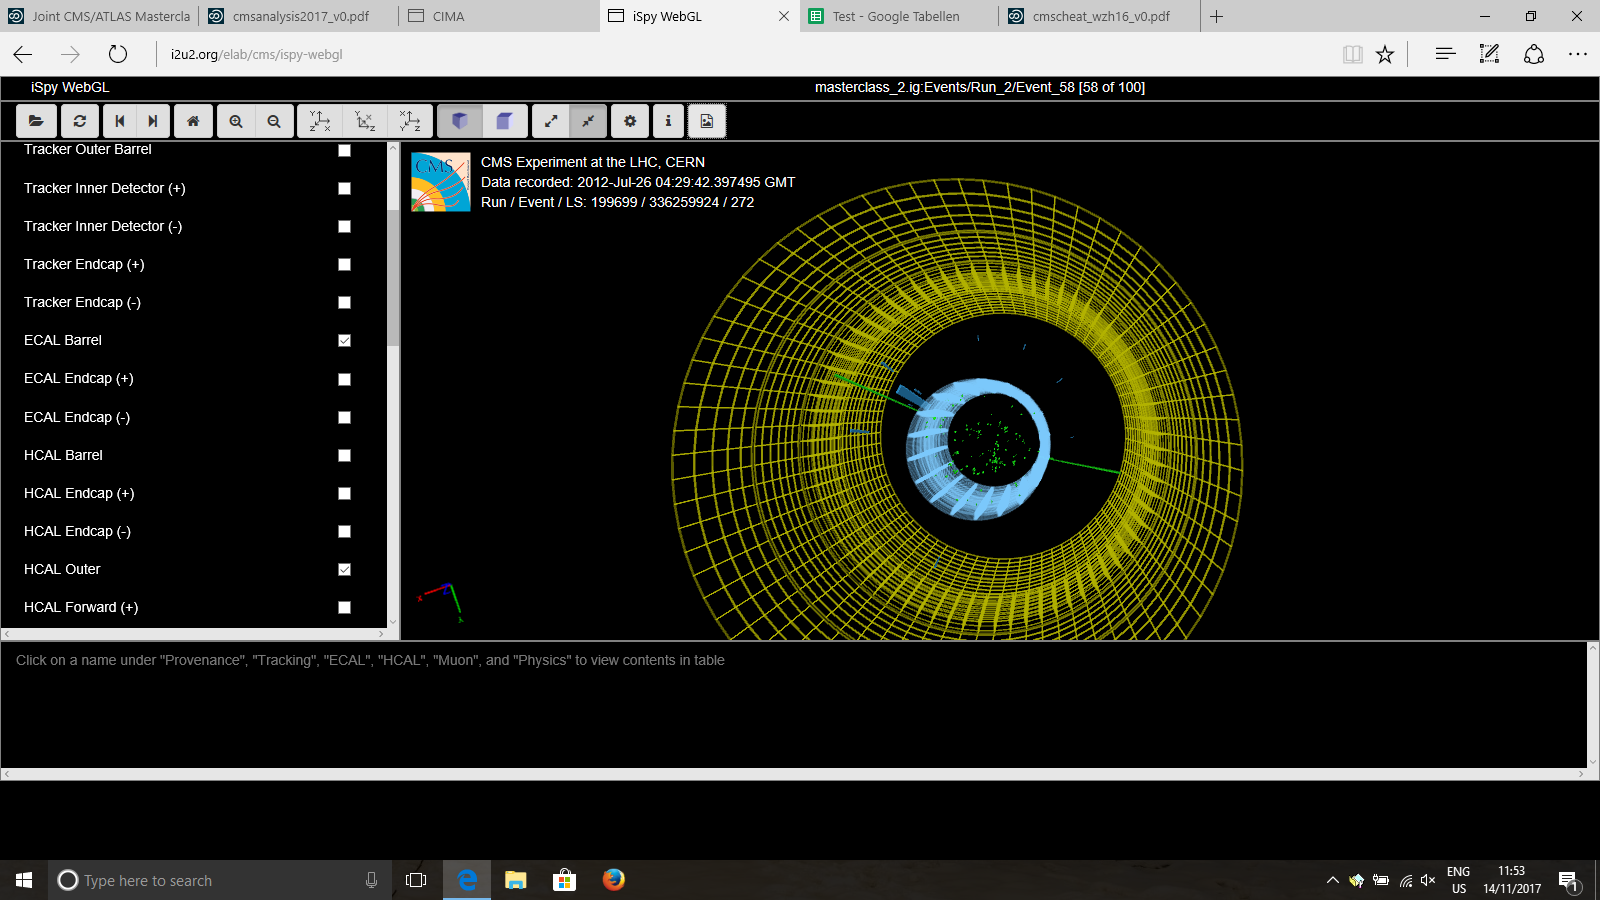 Joint CMS/ATLAS Mastercla
cmsanalysis2017_v0.pdf
CIMA
iSpy WebGL
Test - Google Tabellen
cmscheat_wzh16_v0.pdf
i2u2.org/elab/cms/ispy-webgl
iSpy WebGL
masterclass_2.ig:Events/Run_2/Event_58 [58 of 100]
Tracker Outer Barrel
Tracker Inner Detector (+)
Tracker Inner Detector (-)
Tracker Endcap (+)
Tracker Endcap (-)
ECAL Barrel
ECAL Endcap (+)
ECAL Endcap (-)
HCAL Barrel
HCAL Endcap (+)
HCAL Endcap (-)
HCAL Outer
HCAL Forward (+)
CMS
CMS Experiment at the LHC, CERN
Data recorded: 2012-Jul-26 04:29:42.397495 GMT
Run / Event / LS: 199699 / 336259924 / 272
Click on a name under "Provenance", "Tracking", "ECAL", "HCAL", "Muon", and "Physics" to view contents in table
Type here to search
ENG
US
11:53
14/11/2017
1